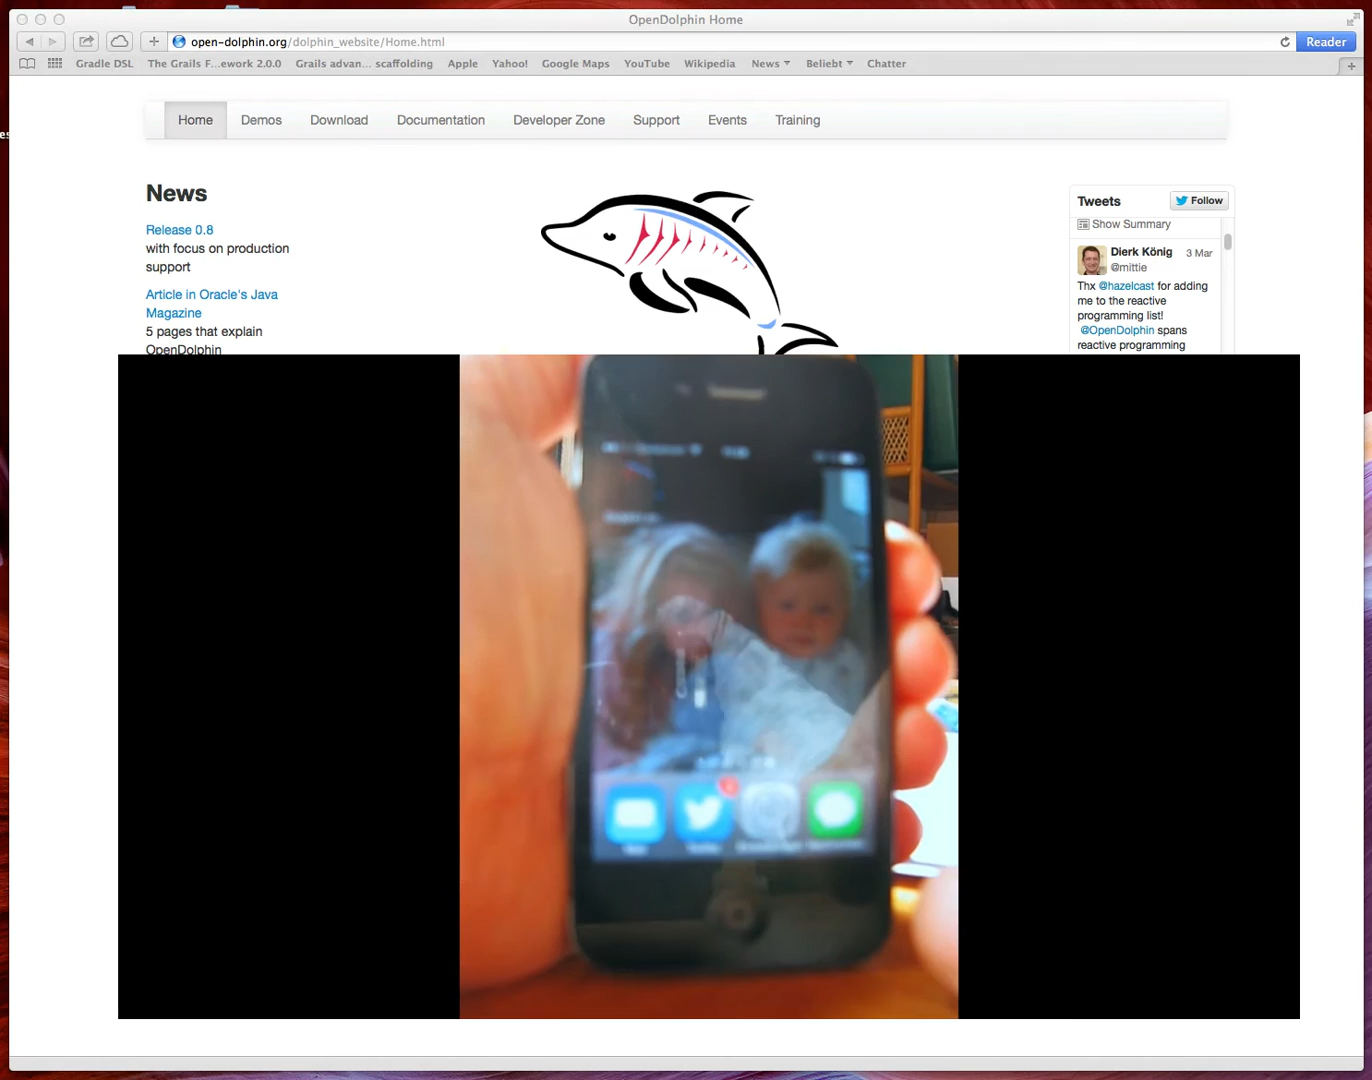 OpenDolphin Home
open-dolphin.org/dolphin_website/Home.html
Reader
Gradle DSL
The Grails F...ework 2.0.0
Grails advan... scaffolding
Apple
Yahoo!
Google Maps
YouTube
Wikipedia
News
Beliebt
Chatter
Home
Demos
Download
Documentation
Developer Zone
Support
Events
Training
News
Release 0.8
with focus on production
support
Article in Oracle's Java
Magazine
5 pages that explain
OpenDolphin
Tweets
Follow
Show Summary
Dierk König
3 Mar
@mittie
Thx @hazelcast for adding
me to the reactive
programming list!
@OpenDolphin spans
reactive programming